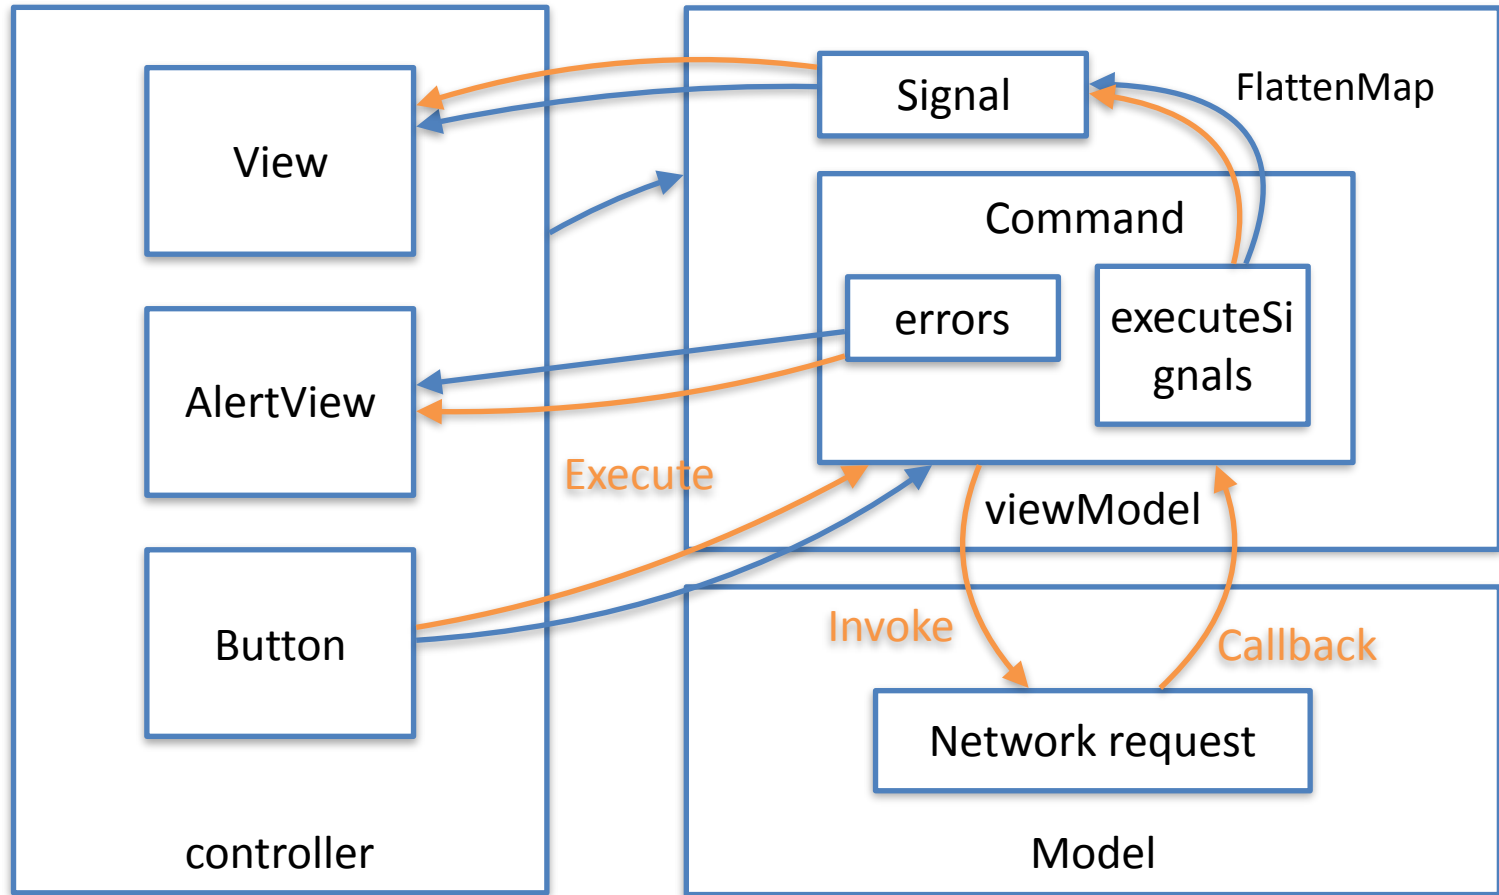 View
AlertView
Button
controller
Signal
FlattenMap
Command
errors
executeSi
gnals
Execute
viewModel
Invoke
Callback
Network request
Model